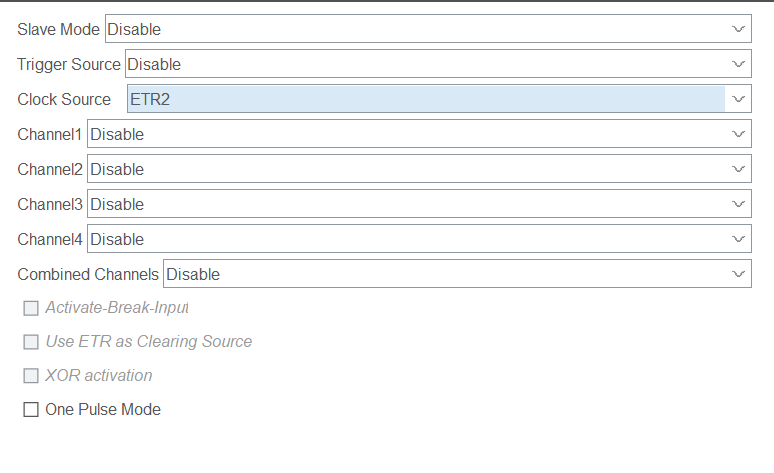 Slave Mode Disable
Trigger Source Disable
Clock Source ETR2
Channel1 Disable
Channel2 Disable
Channel3 Disable
Channel4 Disable
Combined Channels Disable
Activate-Break-Input
Use ETR as Clearing Source
XOR activation
One Pulse Mode